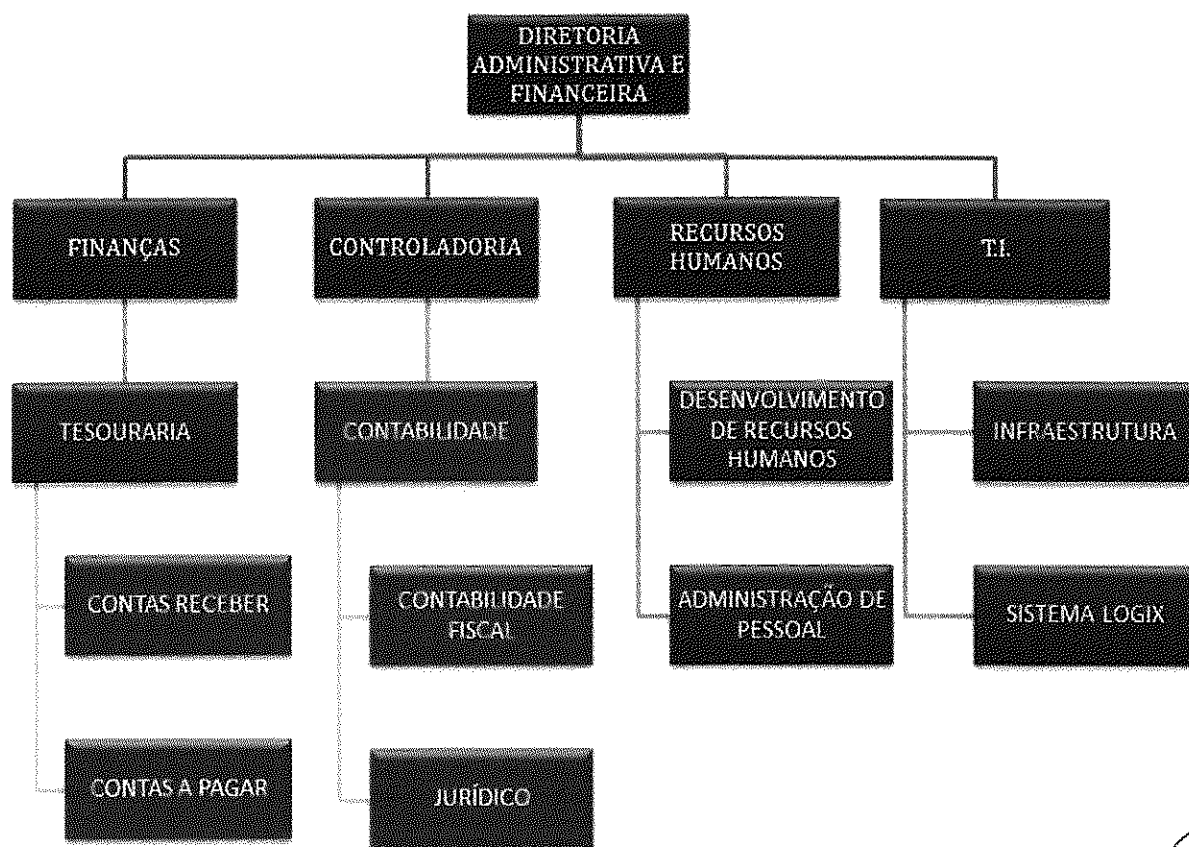 DIRETORIA
ADMINISTRATIVA E
FINANCEIRA
FINANÇAS
CONTROLADORIA
RECURSOS
HUMANOS
T.I.
TESOURARIA
CONTABILIDADE
DESENVOLVIMENTO
DE RECURSOS
HUMANOS
INFRAESTRUTURA
CONTAS RECEBER
CONTABILIDADE
FISCAL
ADMINISTRAÇÃO DE
PESSOAL
SISTEMA LOGIX
CONTAS A PAGAR
JURÍDICO